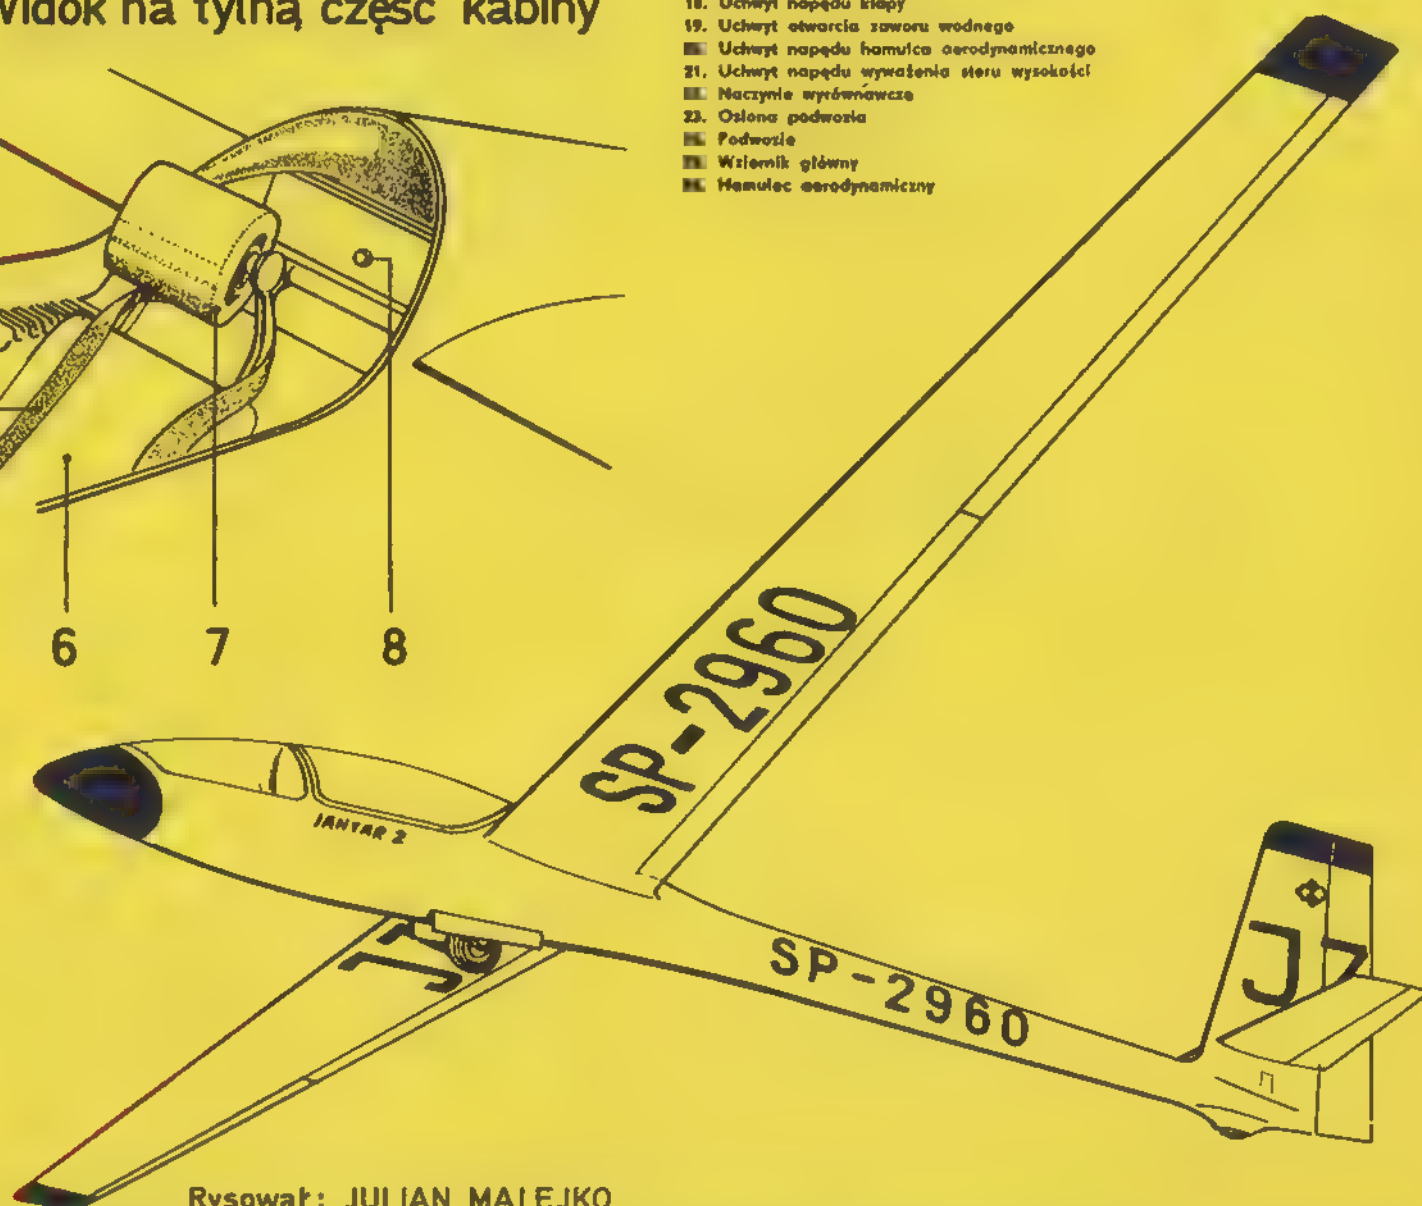 Widok na tylną część kabiny
18. Uchwyt napędu klapy
19. Uchwyt otwarcia zaworu wodnego
Uchwyt napędu hamulca aerodynamicznego
21. Uchwyt napędu wyważenia steru wysokości
Naczynie wyrównawcze
23. Osłona podwozia
Podwozie
Wziernik główny
Hamulec aerodynamiczny
6
7
8
SP-2960
JANTAR 2
SP-2960
Rysował: JULIAN MALEJKO